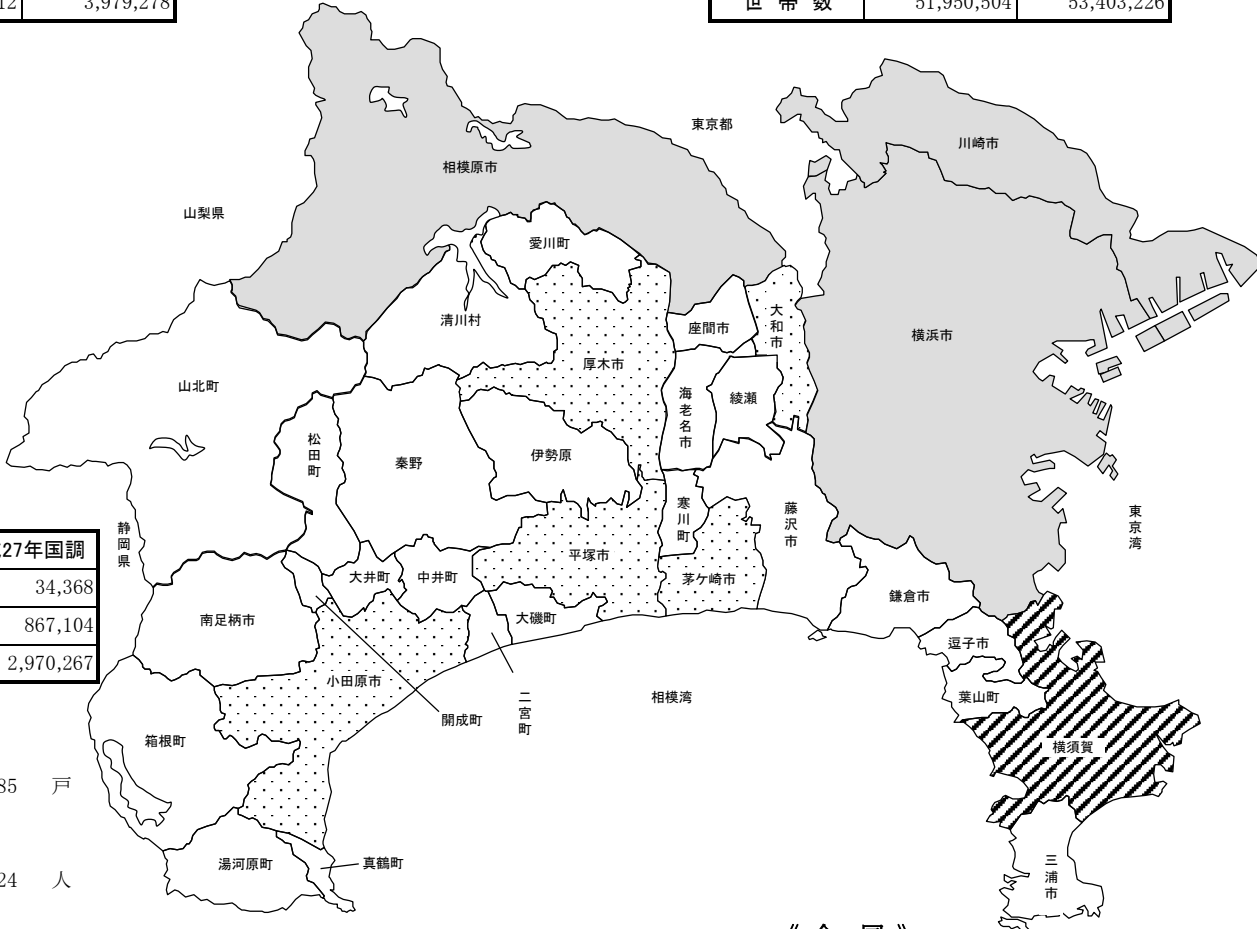 12 3,979,278
世 帯 数 51,950,504 53,403,226
東京都
川崎市
相模原市
山梨県
愛川町
清川村
座間市
大和市
横浜市
厚木市
山北町
海老名市
綾瀬
松田町
秦野
伊勢原
寒川町
藤沢市
東京湾
静岡県
27年国調
34,368
867,104
2,970,267
平塚市
大井町
中井町
茅ケ崎市
鎌倉市
南足柄市
大磯町
逗子市
小田原市
二宮町
相模湾
葉山町
開成町
箱根町
横須賀
85 戸
湯河原町
真鶴町
24 人
三浦市